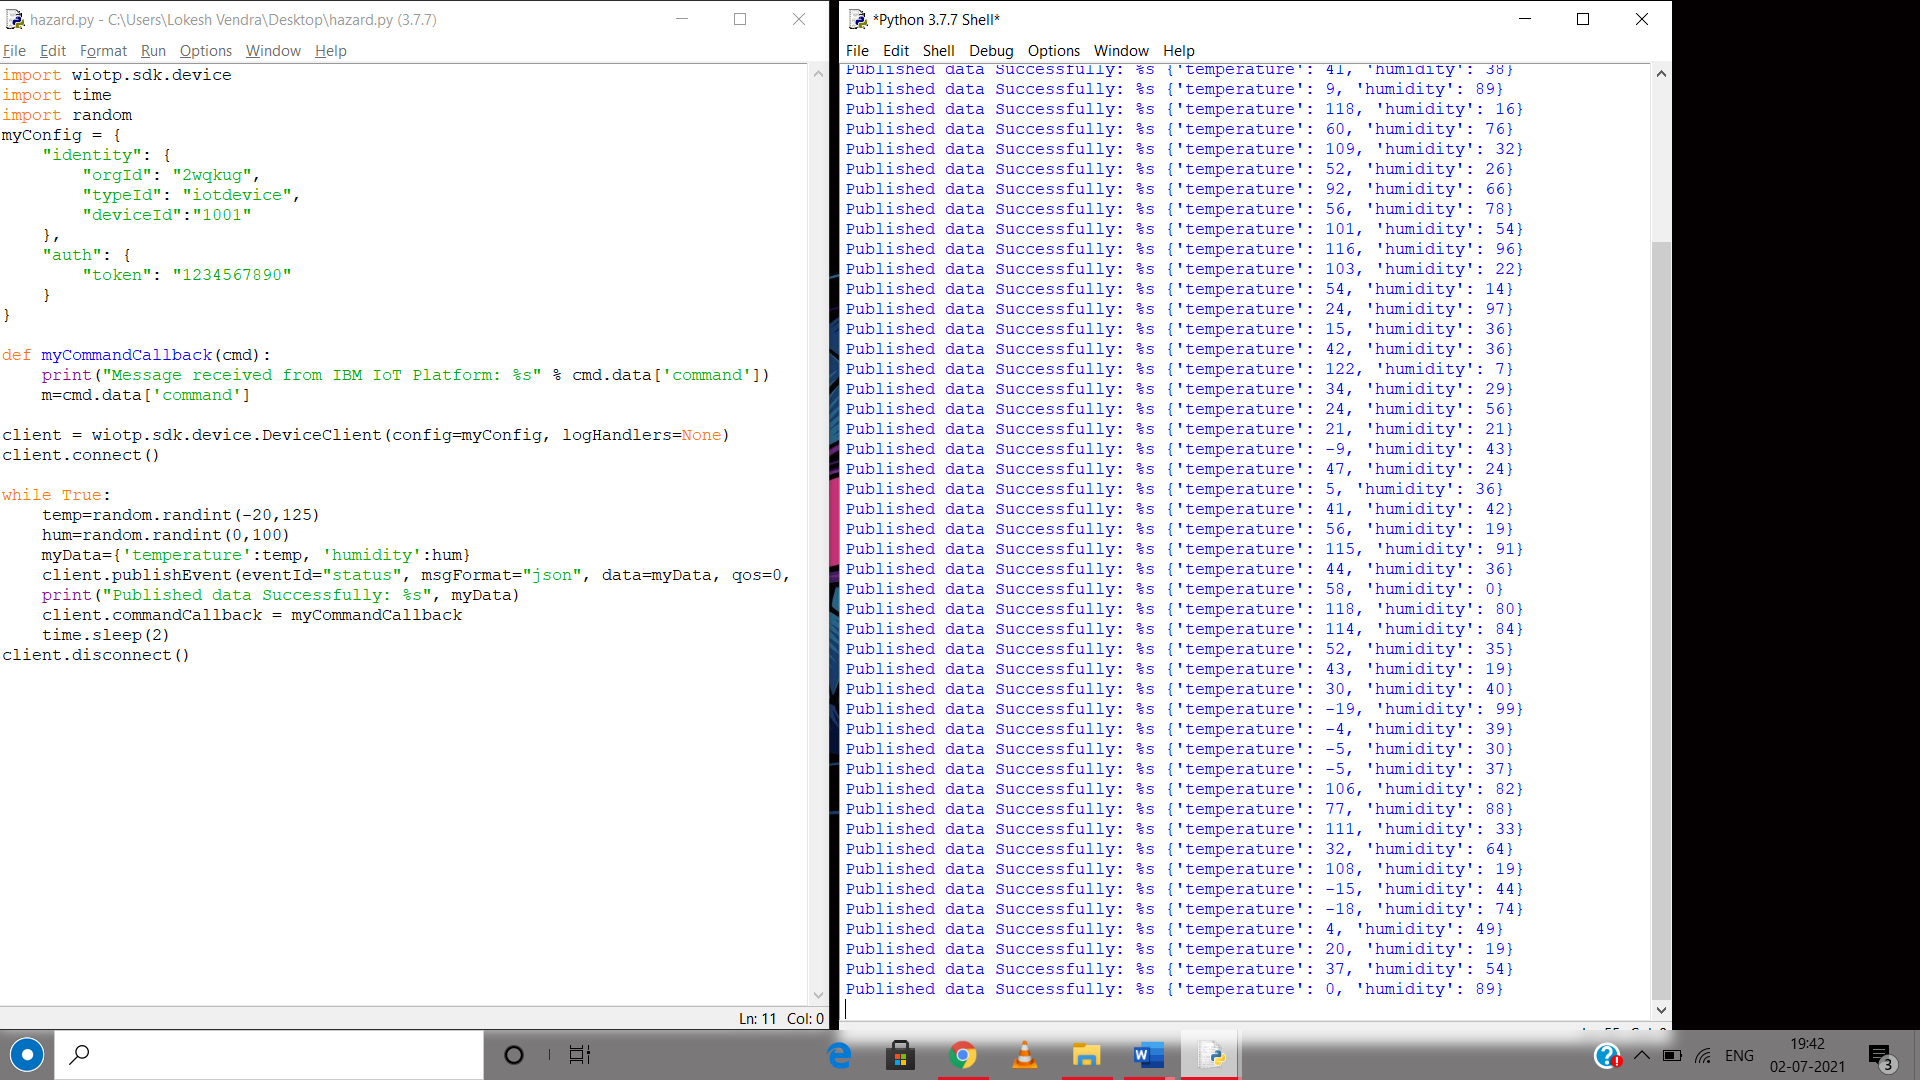 hazard.py - C:\Users\Lokesh Vendra\Desktop\hazard.py (3.7.7)
File Edit Format Run Options Window Help
import wiotp.sdk.device
import time
import random
myConfig = {
    "identity": {
        "orgId": "2wqkug",
        "typeId": "iotdevice",
        "deviceId":"1001"
    },
    "auth": {
        "token": "1234567890"
    }
}
def myCommandCallback(cmd):
    print("Message received from IBM IoT Platform: %s" % cmd.data['command'])
    m=cmd.data['command']
client = wiotp.sdk.device.DeviceClient(config=myConfig, logHandlers=None)
client.connect()
while True:
    temp=random.randint(-20,125)
    hum=random.randint(0,100)
    myData={'temperature':temp, 'humidity':hum}
    client.publishEvent(eventId="status", msgFormat="json", data=myData, qos=0,
    print("Published data Successfully: %s", myData)
    client.commandCallback = myCommandCallback
    time.sleep(2)
client.disconnect()
Ln: 11 Col: 0
*Python 3.7.7 Shell*
File Edit Shell Debug Options Window Help
Published data Successfully: %s {'temperature': 41, 'humidity': 38}
Published data Successfully: %s {'temperature': 9, 'humidity': 89}
Published data Successfully: %s {'temperature': 118, 'humidity': 16}
Published data Successfully: %s {'temperature': 60, 'humidity': 76}
Published data Successfully: %s {'temperature': 109, 'humidity': 32}
Published data Successfully: %s {'temperature': 52, 'humidity': 26}
Published data Successfully: %s {'temperature': 92, 'humidity': 66}
Published data Successfully: %s {'temperature': 56, 'humidity': 78}
Published data Successfully: %s {'temperature': 101, 'humidity': 54}
Published data Successfully: %s {'temperature': 116, 'humidity': 96}
Published data Successfully: %s {'temperature': 103, 'humidity': 22}
Published data Successfully: %s {'temperature': 54, 'humidity': 14}
Published data Successfully: %s {'temperature': 24, 'humidity': 97}
Published data Successfully: %s {'temperature': 15, 'humidity': 36}
Published data Successfully: %s {'temperature': 42, 'humidity': 36}
Published data Successfully: %s {'temperature': 122, 'humidity': 7}
Published data Successfully: %s {'temperature': 34, 'humidity': 29}
Published data Successfully: %s {'temperature': 24, 'humidity': 56}
Published data Successfully: %s {'temperature': 21, 'humidity': 21}
Published data Successfully: %s {'temperature': -9, 'humidity': 43}
Published data Successfully: %s {'temperature': 47, 'humidity': 24}
Published data Successfully: %s {'temperature': 5, 'humidity': 36}
Published data Successfully: %s {'temperature': 41, 'humidity': 42}
Published data Successfully: %s {'temperature': 56, 'humidity': 19}
Published data Successfully: %s {'temperature': 115, 'humidity': 91}
Published data Successfully: %s {'temperature': 44, 'humidity': 36}
Published data Successfully: %s {'temperature': 58, 'humidity': 0}
Published data Successfully: %s {'temperature': 118, 'humidity': 80}
Published data Successfully: %s {'temperature': 114, 'humidity': 84}
Published data Successfully: %s {'temperature': 52, 'humidity': 35}
Published data Successfully: %s {'temperature': 43, 'humidity': 19}
Published data Successfully: %s {'temperature': 30, 'humidity': 40}
Published data Successfully: %s {'temperature': -19, 'humidity': 99}
Published data Successfully: %s {'temperature': -4, 'humidity': 39}
Published data Successfully: %s {'temperature': -5, 'humidity': 30}
Published data Successfully: %s {'temperature': -5, 'humidity': 37}
Published data Successfully: %s {'temperature': 106, 'humidity': 82}
Published data Successfully: %s {'temperature': 77, 'humidity': 88}
Published data Successfully: %s {'temperature': 111, 'humidity': 33}
Published data Successfully: %s {'temperature': 32, 'humidity': 64}
Published data Successfully: %s {'temperature': 108, 'humidity': 19}
Published data Successfully: %s {'temperature': -15, 'humidity': 44}
Published data Successfully: %s {'temperature': -18, 'humidity': 74}
Published data Successfully: %s {'temperature': 4, 'humidity': 49}
Published data Successfully: %s {'temperature': 20, 'humidity': 19}
Published data Successfully: %s {'temperature': 37, 'humidity': 54}
Published data Successfully: %s {'temperature': 0, 'humidity': 89}
ENG
19:42
02-07-2021
3